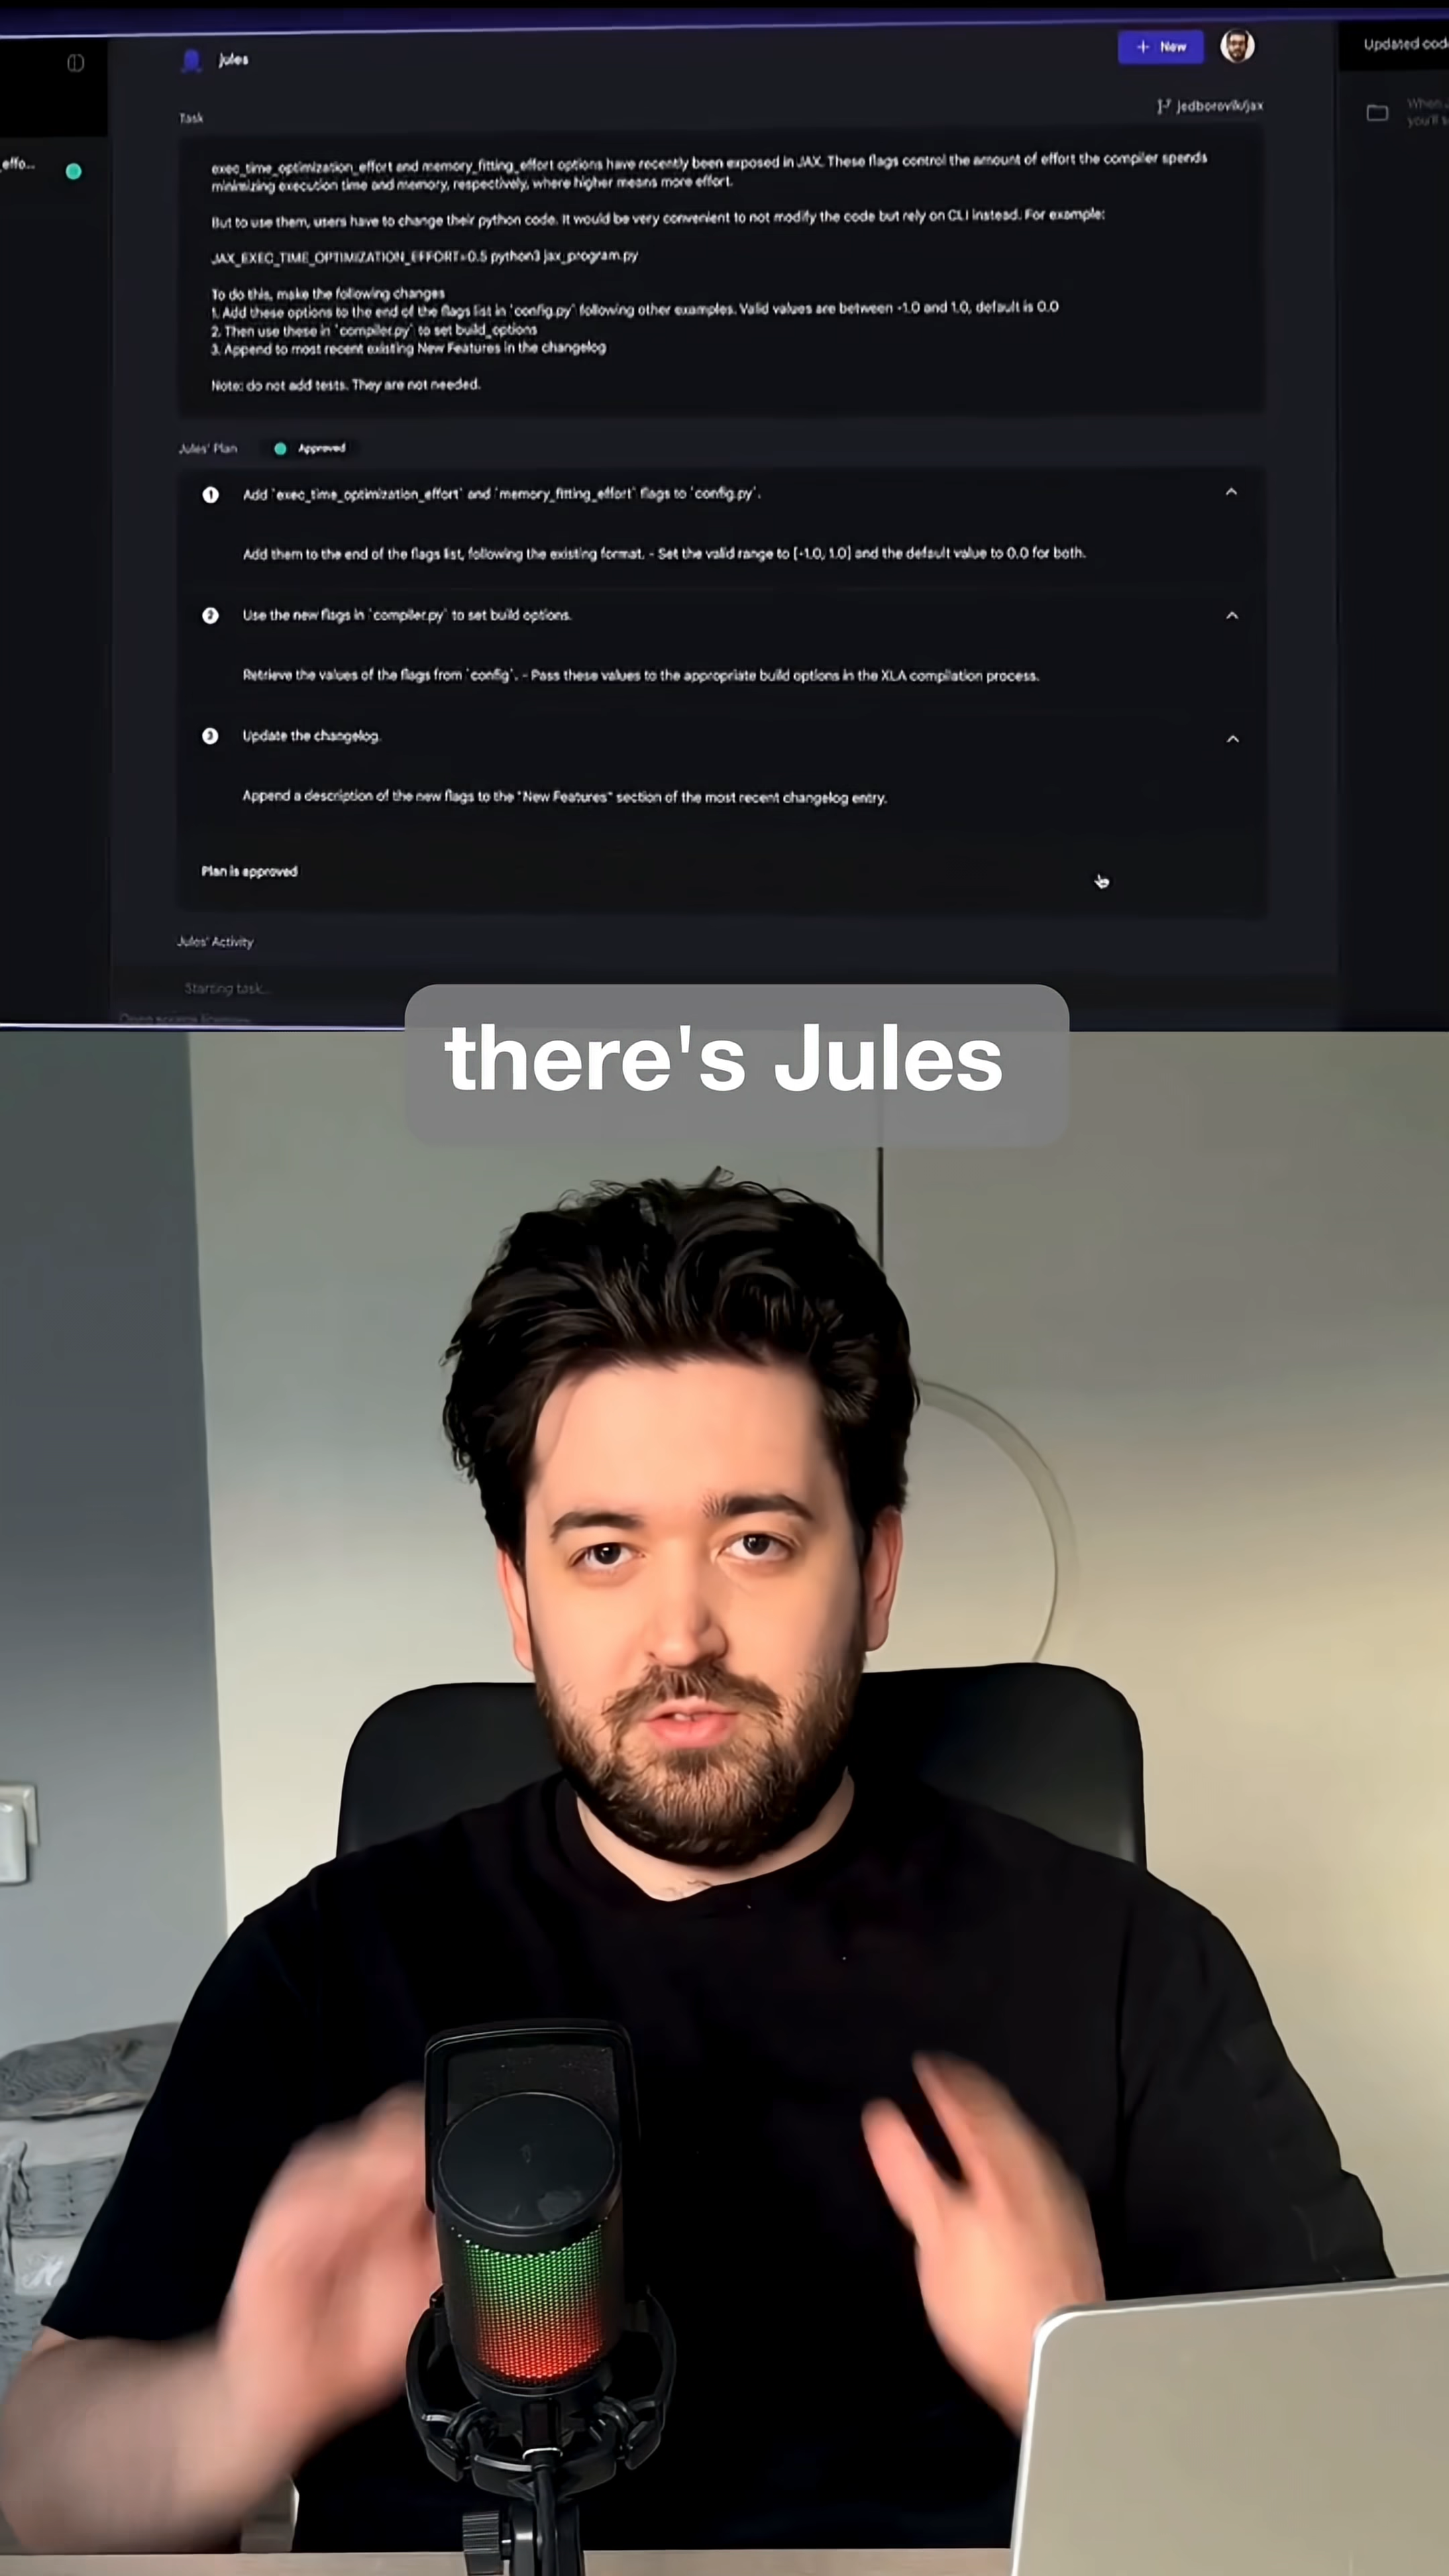 jules
+ New
Updated cod
Task
jedborovik/jax
_effo...
exec_time_optimization_effort and memory_fitting_effort options have recently been exposed in JAX. These flags control the amount of effort the compiler spends
minimizing execution time and memory, respectively, where higher means more effort.
But to use them, users have to change their python code. It would be very convenient to not modify the code but rely on CLI instead. For example:
JAX_EXEC_TIME_OPTIMIZATION_EFFORT=0.5 python3 jax_program.py
To do this, make the following changes
1. Add these options to the end of the flags list in `config.py` following other examples. Valid values are between -1.0 and 1.0, default is 0.0
2. Then use these in `compiler.py` to set build_options
3. Append to most recent existing New Features in the changelog
Note: do not add tests. They are not needed.
Jules' Plan
Approved
1 Add `exec_time_optimization_effort` and `memory_fitting_effort` flags to `config.py`.
Add them to the end of the flags list, following the existing format. - Set the valid range to [-1.0, 1.0] and the default value to 0.0 for both.
2 Use the new flags in `compiler.py` to set build options.
Retrieve the values of the flags from `config`. - Pass these values to the appropriate build options in the XLA compilation process.
3 Update the changelog.
Append a description of the new flags to the "New Features" section of the most recent changelog entry.
Plan is approved
Jules' Activity
Starting task...
there's Jules